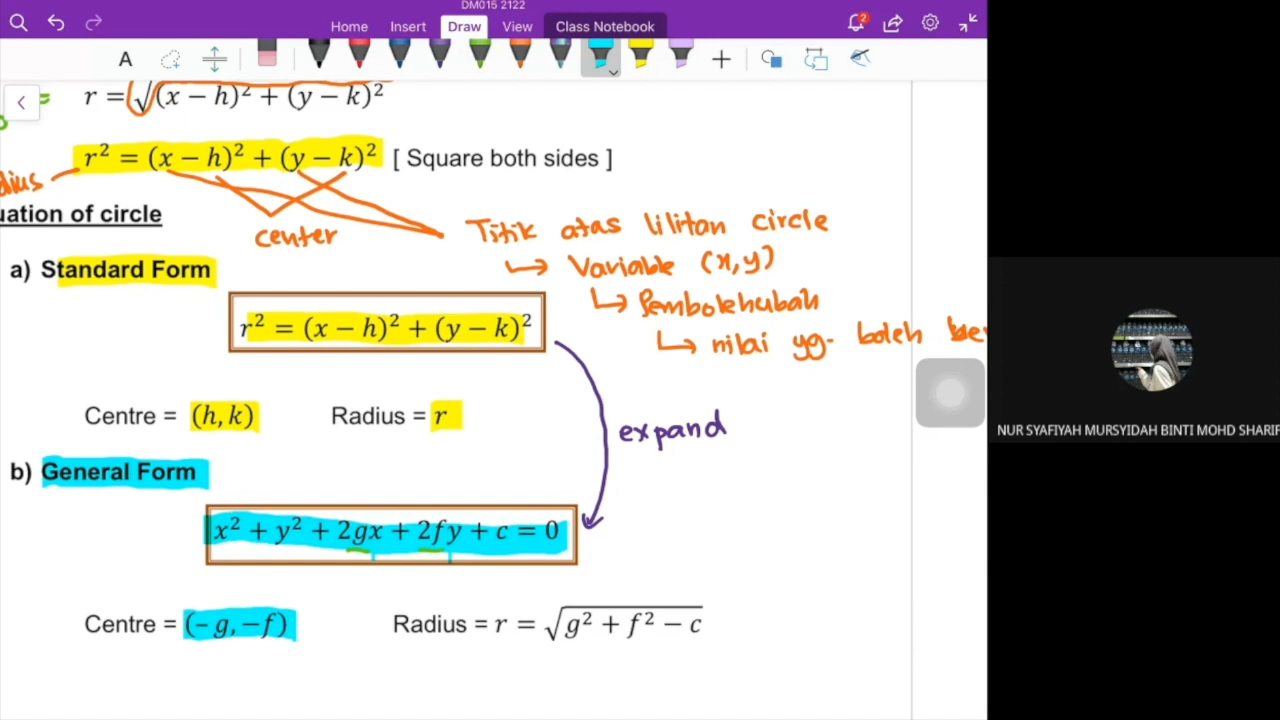 DM015 2122
Home Insert Draw View Class Notebook
2
A
r = √(x − h)² + (y − k)²
r² = (x − h)² + (y − k)² [ Square both sides ]
center
Titik atas lilitan circle
↳ Variable (x,y)
↳ Pembolehubah
↳ nilai yg. boleh
uation of circle
a) Standard Form
r² = (x − h)² + (y − k)²
Centre = (h, k) Radius = r
expand
b) General Form
x² + y² + 2gx + 2fy + c = 0
Centre = (−g, −f) Radius = r = √g² + f² − c
NUR SYAFIYAH MURSYIDAH BINTI MOHD SHARIF